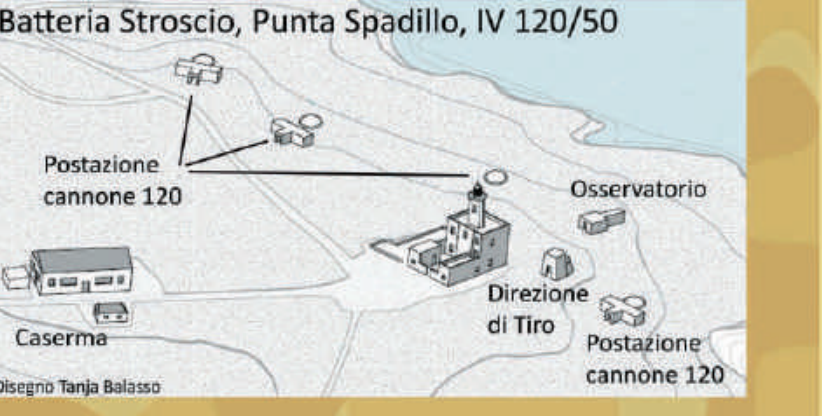 Batteria Stroscio, Punta Spadillo, IV 120/50
Postazione
cannone 120
Osservatorio
Direzione
di Tiro
Postazione
cannone 120
Caserma
Disegno Tanja Balasso